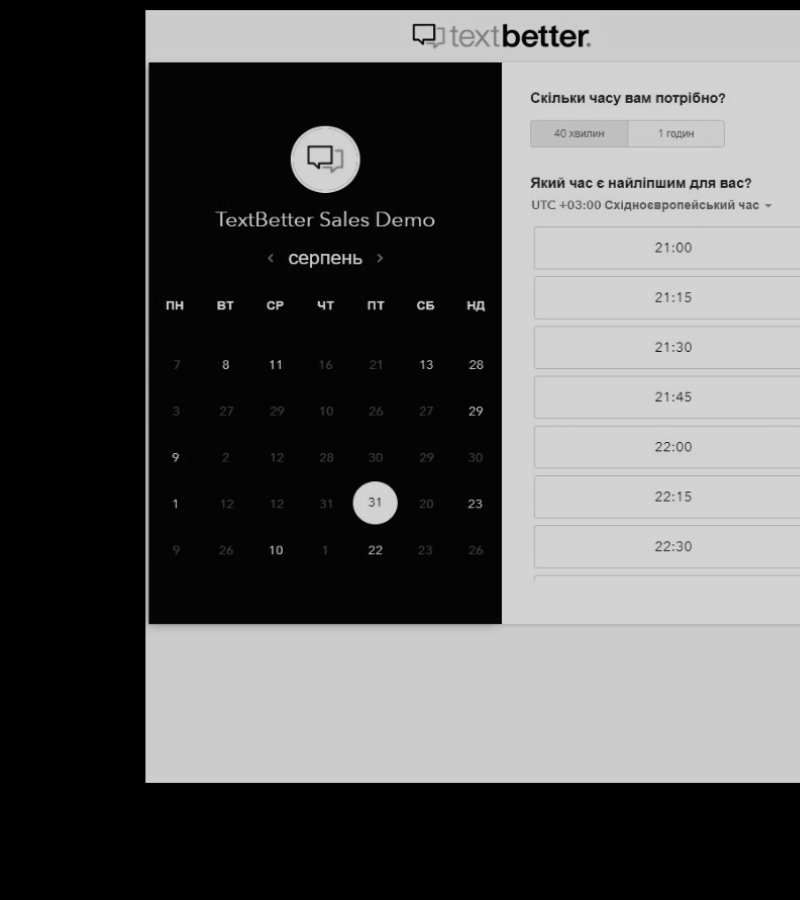 textbetter.
TextBetter Sales Demo
‹ серпень ›
ПН ВТ СР ЧТ ПТ СБ НД
7 8 11 16 21 13 28
3 27 29 10 26 27 29
9 2 12 28 30 29 30
1 12 12 31 31 20 23
9 26 10 1 22 23 26
Скільки часу вам потрібно?
40 хвилин 1 годин
Який час є найліпшим для вас?
UTC +03:00 Східноєвропейський час
21:00
21:15
21:30
21:45
22:00
22:15
22:30